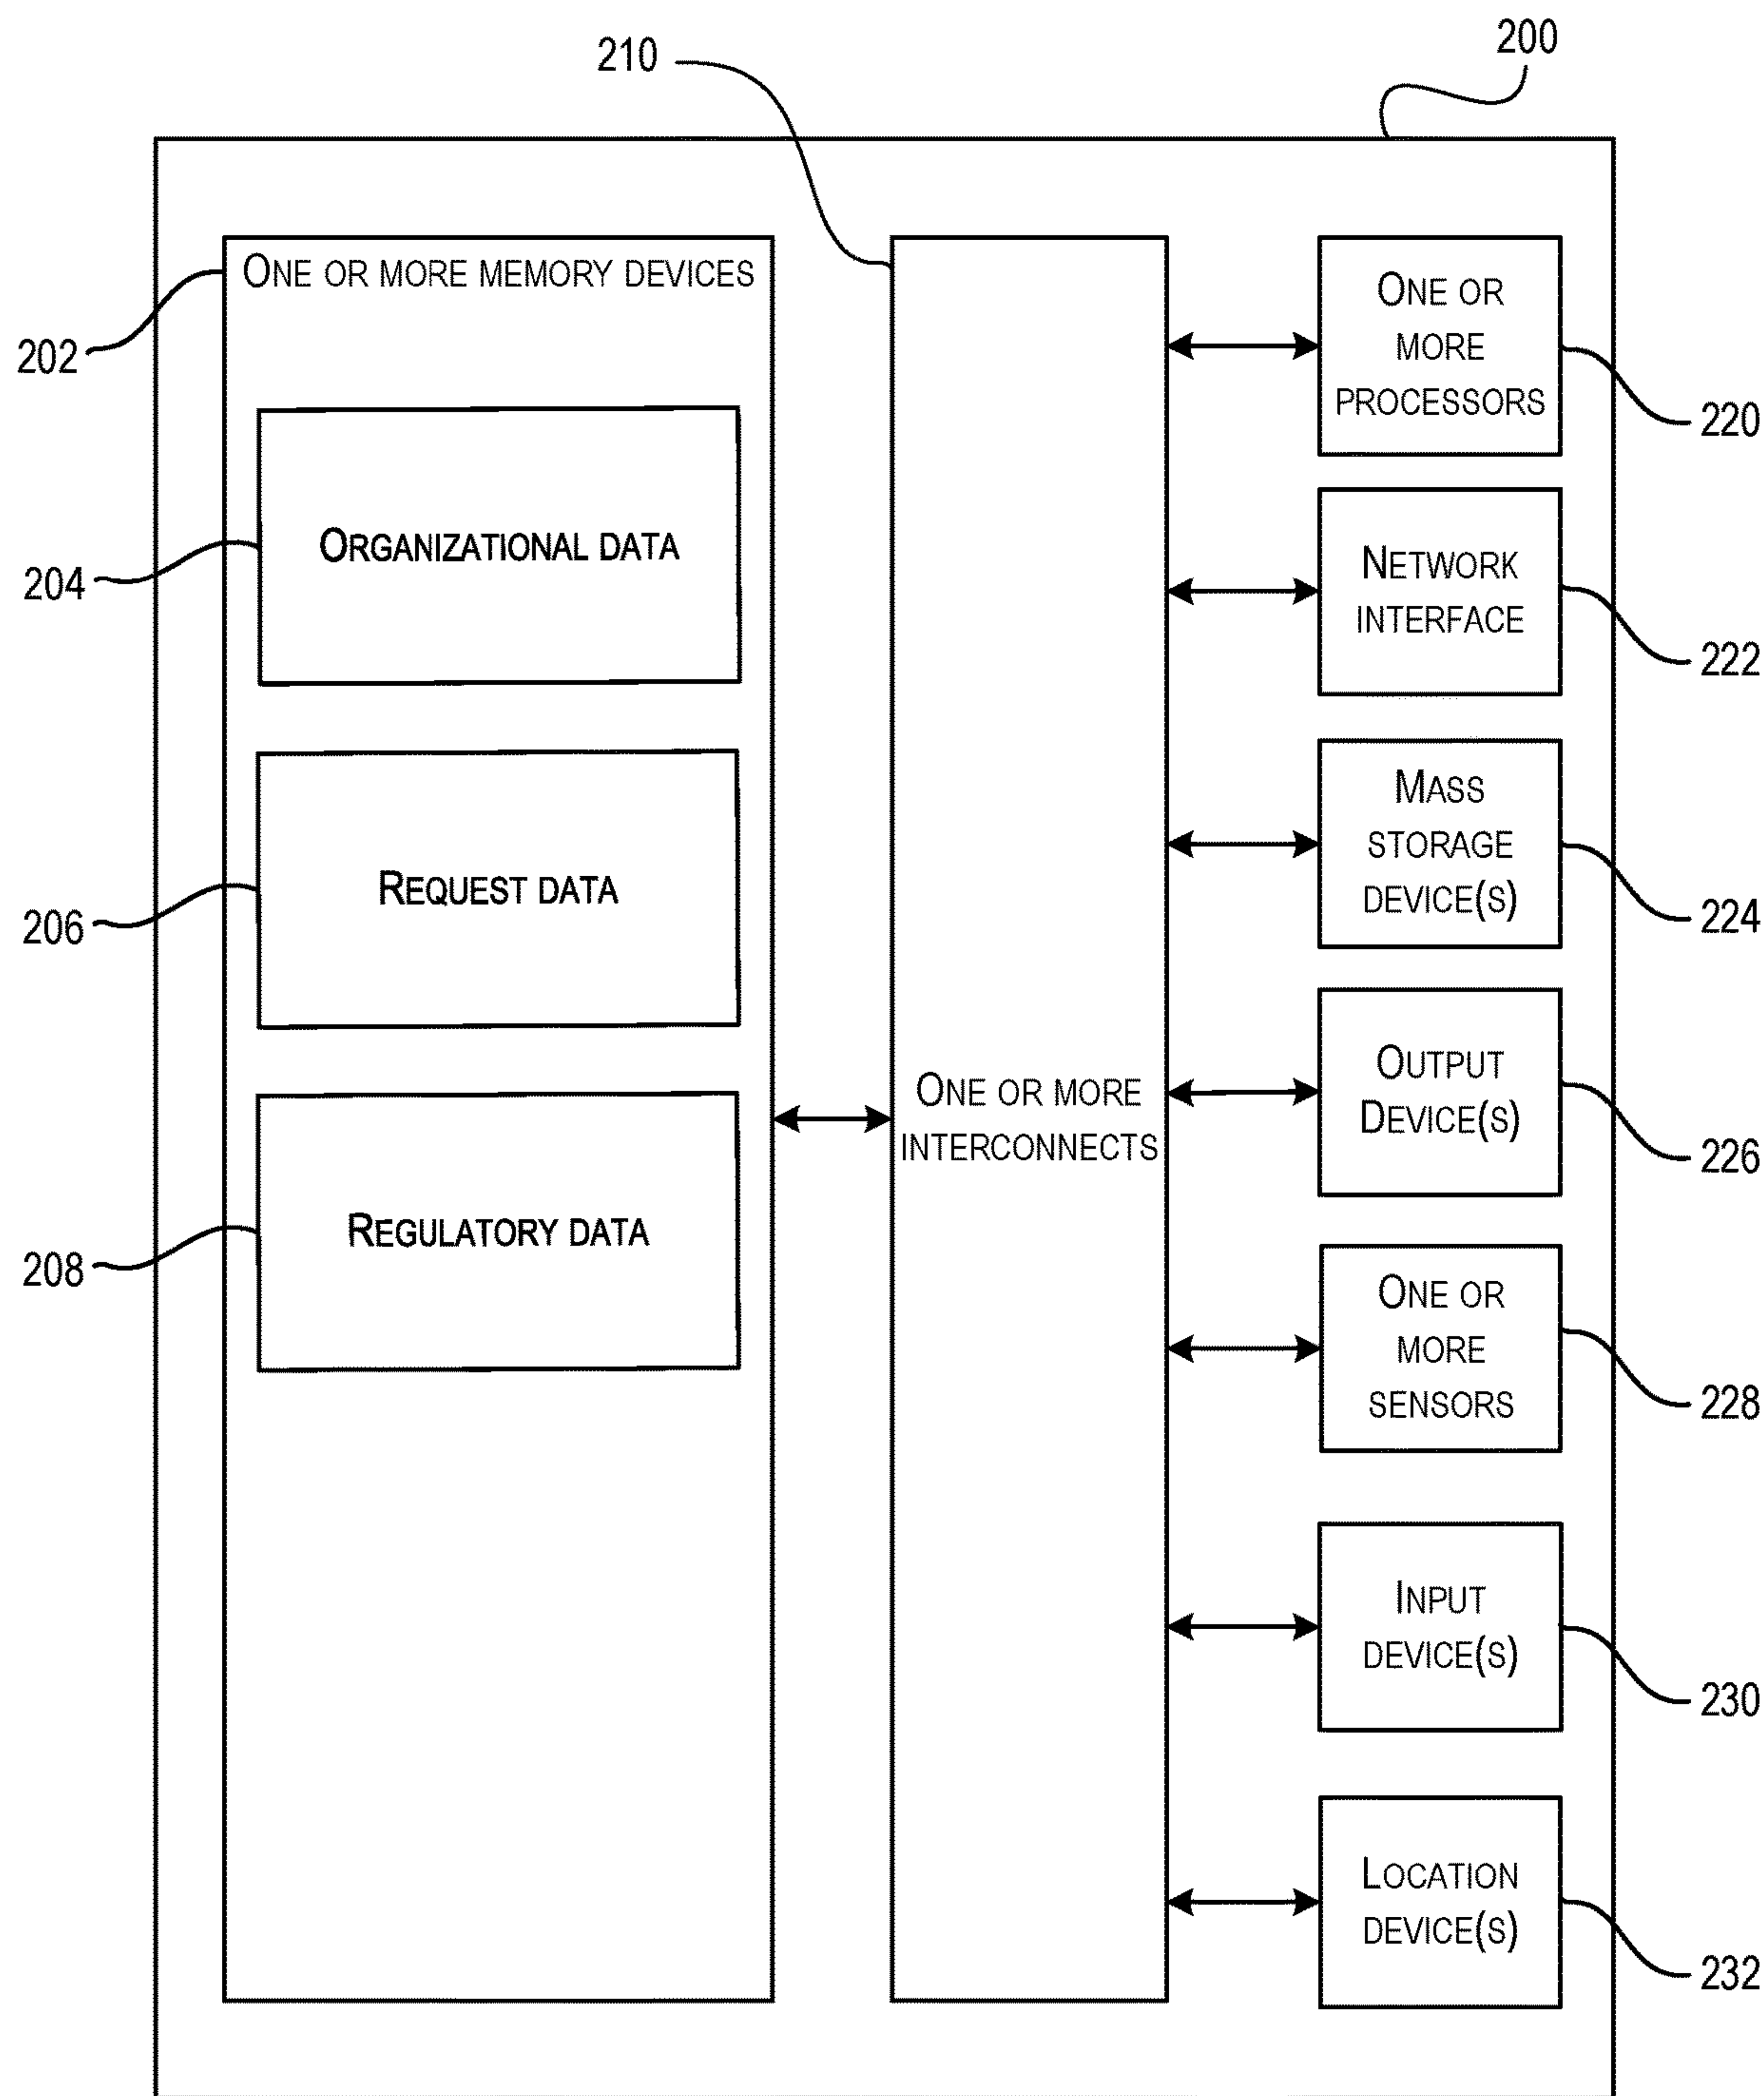 210
200
One or more memory devices
202
Organizational data
204
Request data
206
Regulatory data
208
One or more
interconnects
One or
more
processors
220
Network
interface
222
Mass
storage
device(s)
224
Output
Device(s)
226
One or
more
sensors
228
Input
device(s)
230
Location
device(s)
232